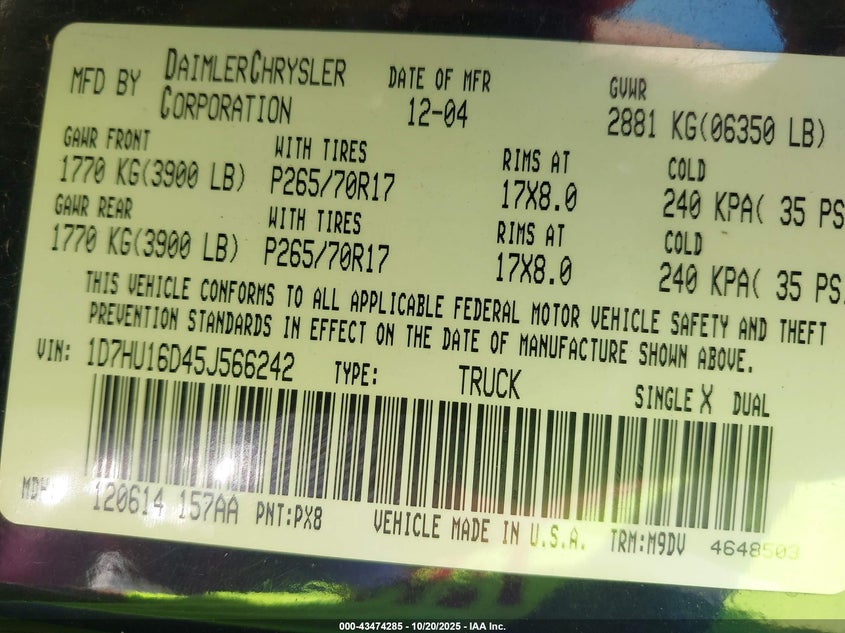 MFD BY DAIMLERCHRYSLER CORPORATION DATE OF MFR 12-04 GVWR 2881 KG(06350 LB)
GAWR FRONT WITH TIRES RIMS AT COLD
1770 KG(3900 LB) P265/70R17 17X8.0 240 KPA( 35 PS
GAWR REAR WITH TIRES RIMS AT COLD
1770 KG(3900 LB) P265/70R17 17X8.0 240 KPA( 35 PS
THIS VEHICLE CONFORMS TO ALL APPLICABLE FEDERAL MOTOR VEHICLE SAFETY AND THEFT
PREVENTION STANDARDS IN EFFECT ON THE DATE OF MANUFACTURE SHOWN ABOVE.
VIN: 1D7HU16D45J566242 TYPE: TRUCK SINGLE X DUAL
MDH: 120614 157AA PNT:PX8 VEHICLE MADE IN U.S.A. TRM:M9DV 4648503
000-43474285 - 10/20/2025 - IAA Inc.